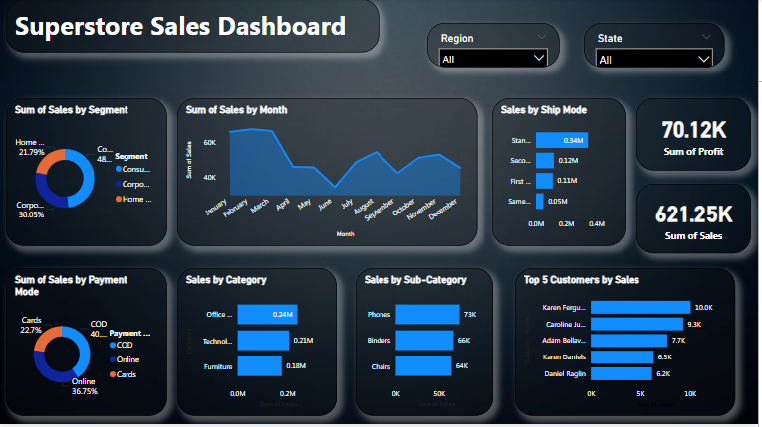 Superstore Sales Dashboard
Region
All
State
All
Sum of Sales by Segment
Home ...
21.79%
Co...
48....
Corpo...
30.05%
Segment
Consu...
Corpo...
Home ...
Sum of Sales by Month
Sum of Sales
60K
40K
January
February
March
April
May
June
July
August
September
October
November
December
Month
Sales by Ship Mode
Stan...
0.34M
Seco...
0.12M
First ...
0.11M
Same...
0.05M
0.0M 0.2M 0.4M
70.12K
Sum of Profit
621.25K
Sum of Sales
Sum of Sales by Payment
Mode
Cards
22.7%
COD
40....
Online
36.75%
Payment ...
COD
Online
Cards
Sales by Category
Office ...
0.24M
Technol...
0.21M
Furniture
0.18M
0.0M 0.2M
Sales by Sub-Category
Phones
73K
Binders
66K
Chairs
64K
0K 50K
Top 5 Customers by Sales
Karen Fergu...
10.0K
Caroline Ju...
9.3K
Adam Bellav...
7.7K
Karen Daniels
Daniel Raglin
6.2K
0K 5K 10K